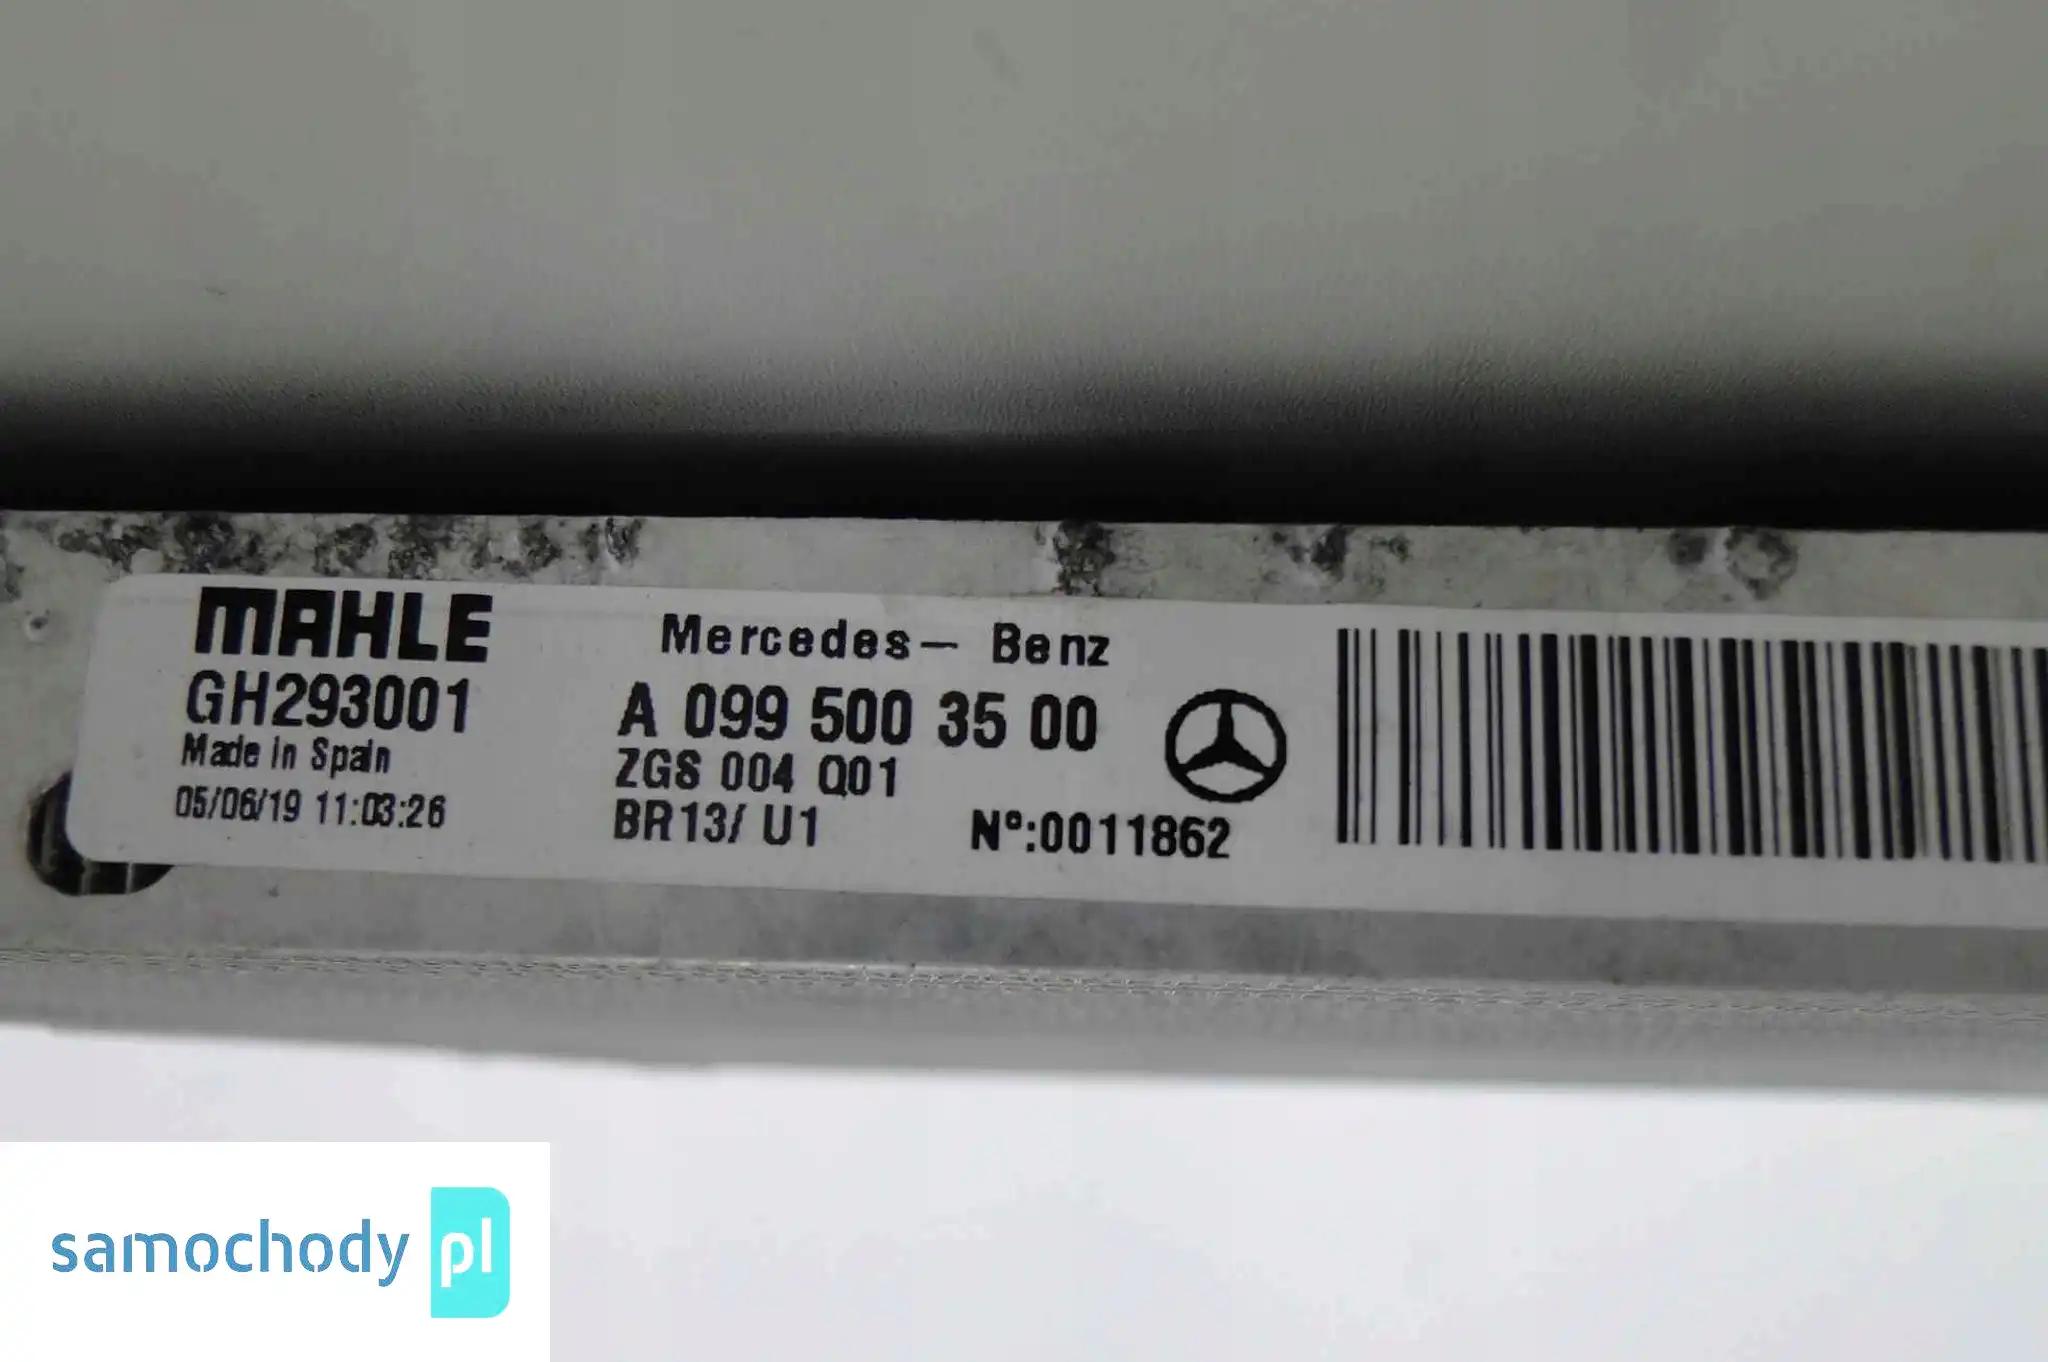 MAHLE
GH293001
Made in Spain
05/06/19 11:03:26
Mercedes- Benz
A 099 500 35 00
ZGS 004 Q01
BR13/ U1
Nº:0011862
samochody pl